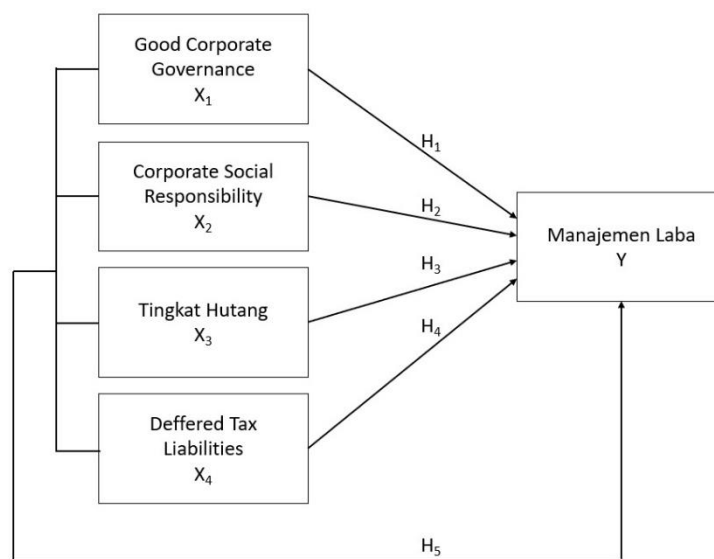 Good Corporate
Governance
X₁
Corporate Social
Responsibility
X₂
Tingkat Hutang
X₃
Deffered Tax
Liabilities
X₄
H₁
H₂
H₃
H₄
Manajemen Laba
Y
H₅